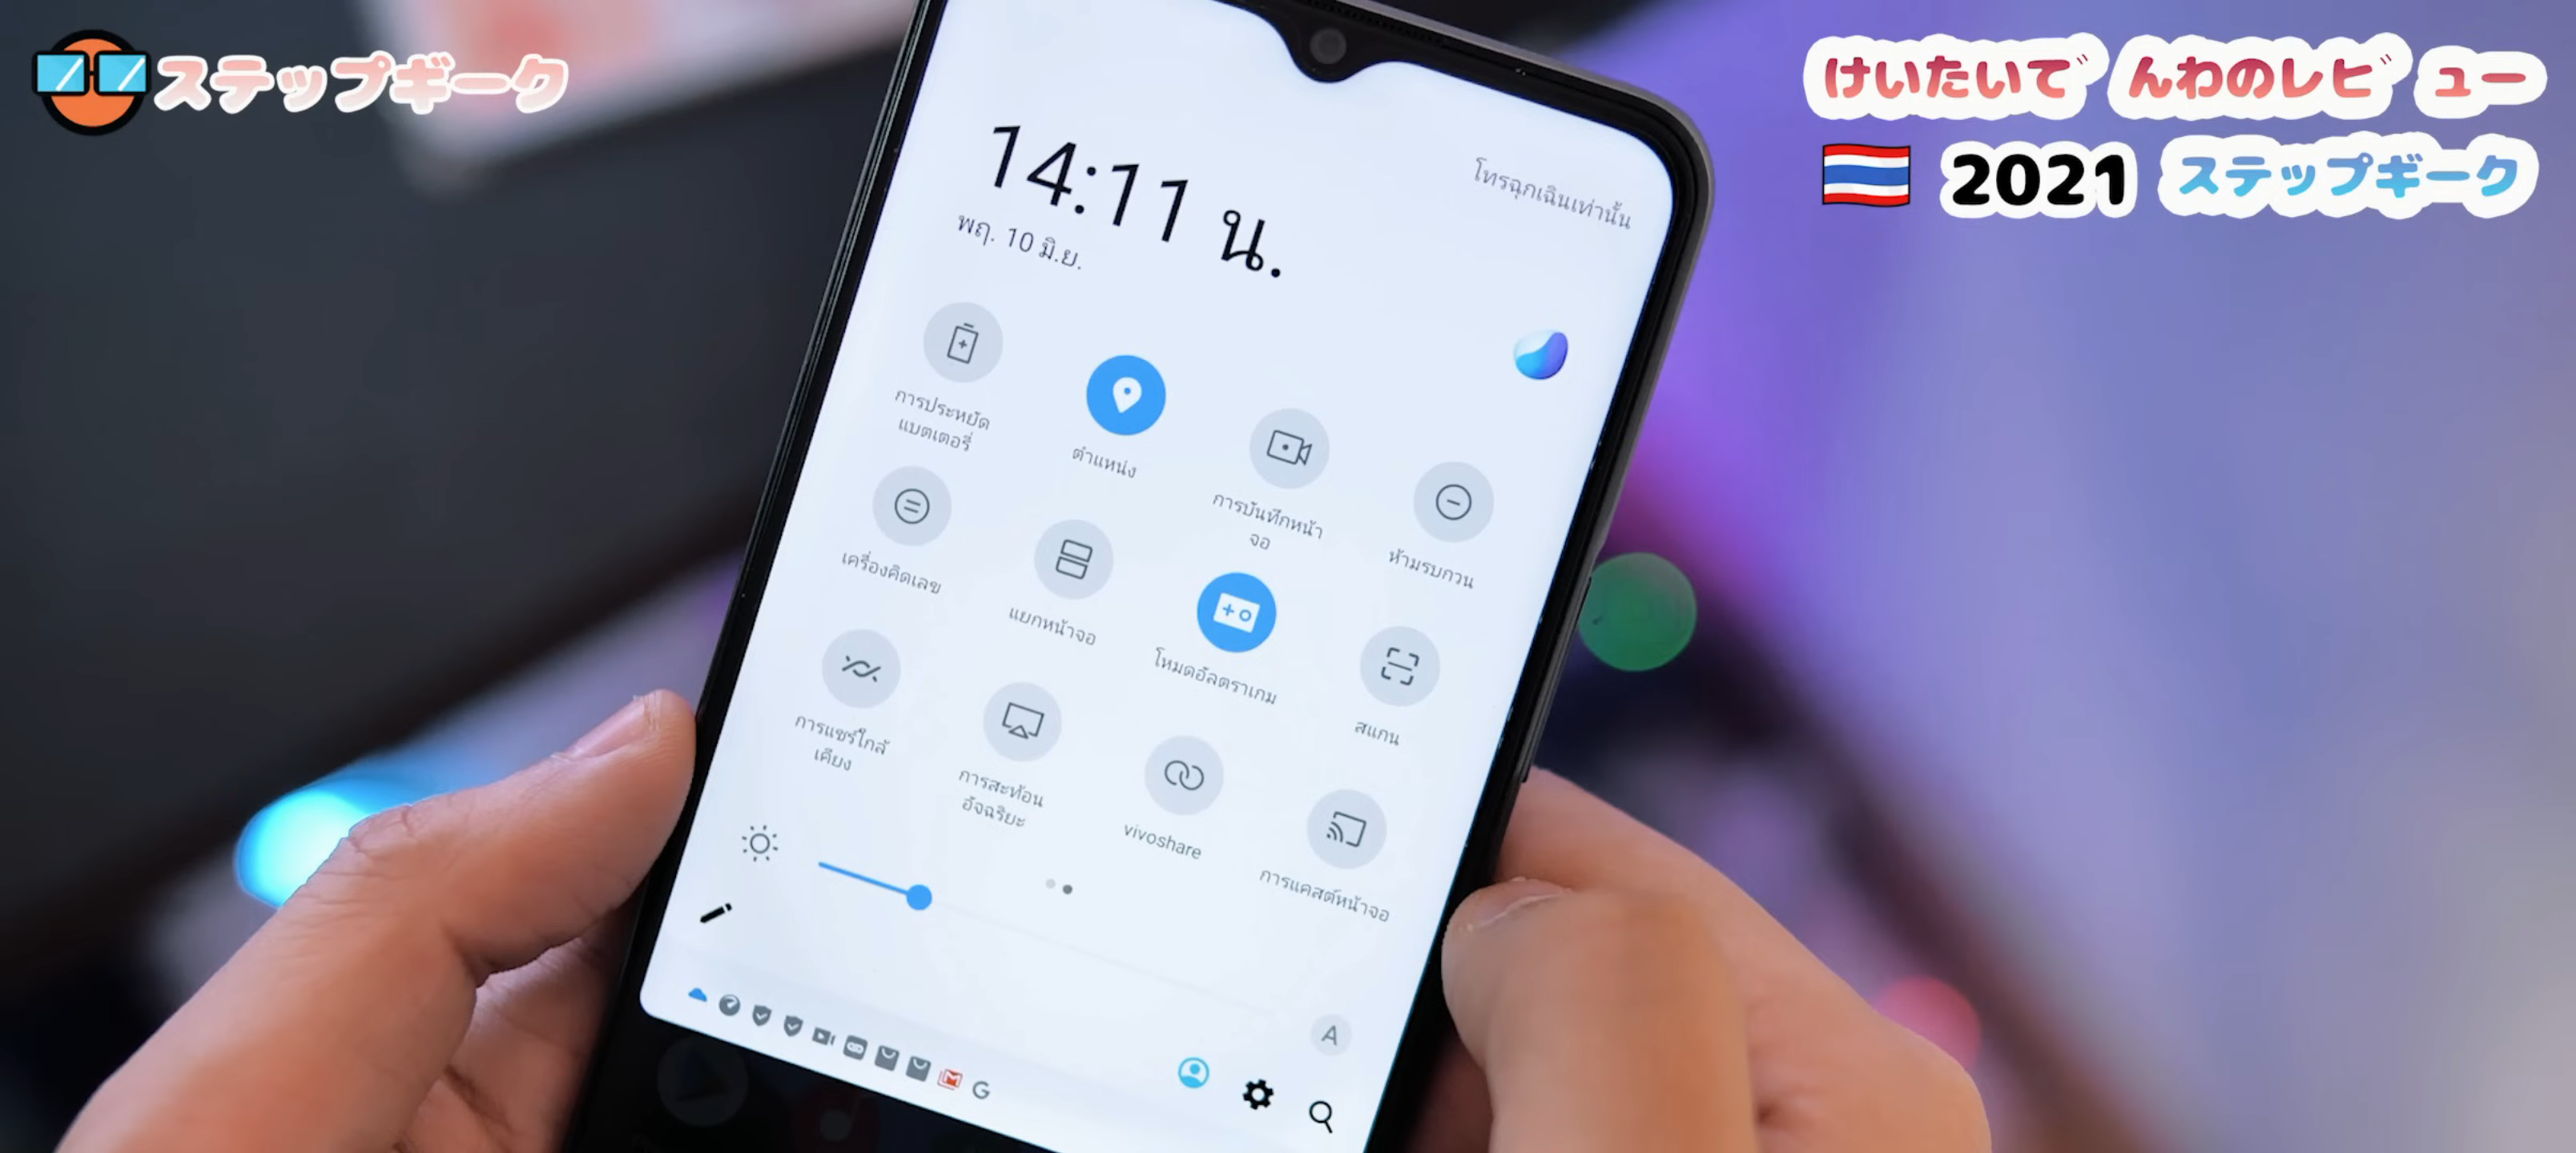 ステップギーク
けいたいでんわのレビュー
2021 ステップギーク
14:11 น.
พฤ. 10 มิ.ย.
โทรฉุกเฉินเท่านั้น
การประหยัด
แบตเตอรี่
ตำแหน่ง
การบันทึกหน้า
จอ
ห้ามรบกวน
เครื่องคิดเลข
แยกหน้าจอ
โหมดอัลตราเกม
สแกน
การแชร์ใกล้
เคียง
การสะท้อน
อัจฉริยะ
vivoshare
การแคสต์หน้าจอ
A
G